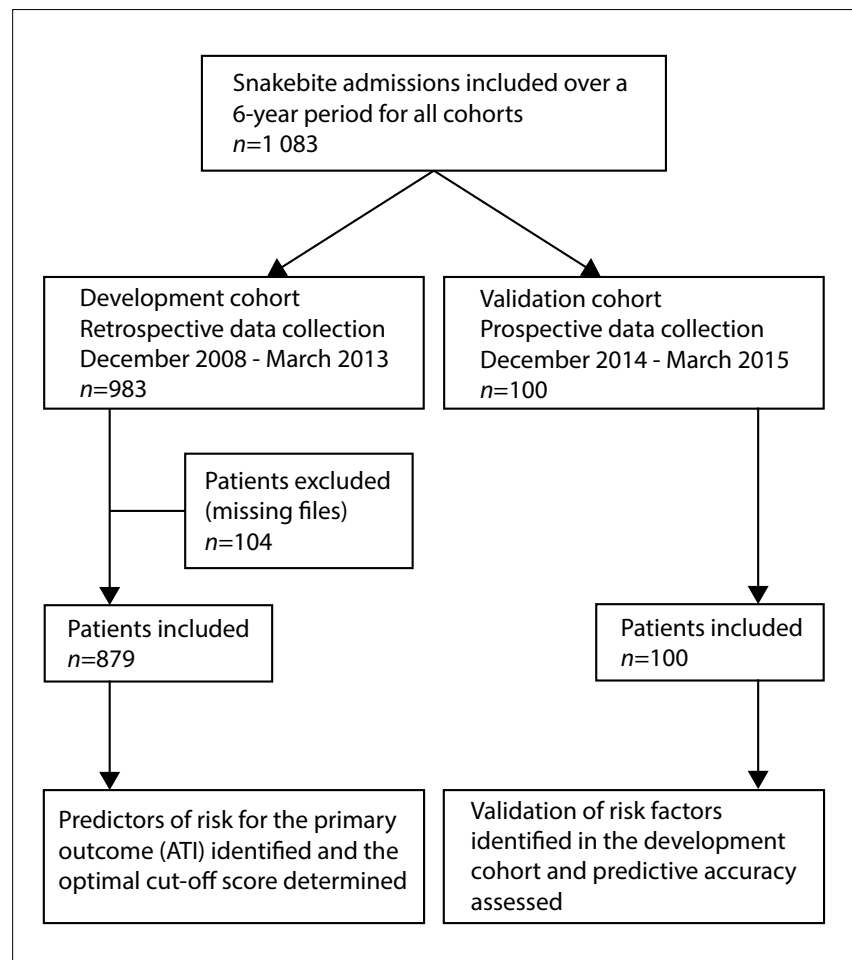 Snakebite admissions included over a
6-year period for all cohorts
n=1 083
Development cohort
Retrospective data collection
December 2008 - March 2013
n=983
Validation cohort
Prospective data collection
December 2014 - March 2015
n=100
Patients excluded
(missing files)
n=104
Patients included
n=879
Patients included
n=100
Predictors of risk for the primary
outcome (ATI) identified and the
optimal cut-off score determined
Validation of risk factors
identified in the development
cohort and predictive accuracy
assessed